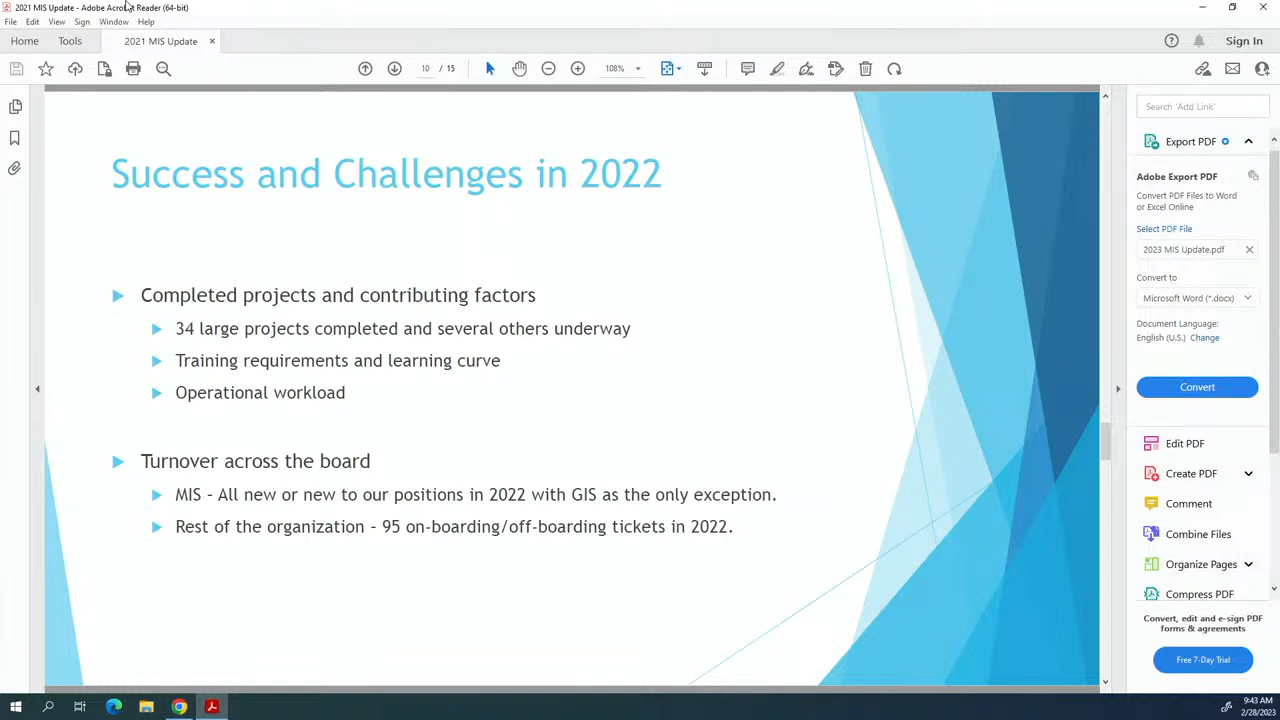 2021 MIS Update - Adobe Acrobat Reader (64-bit)
File Edit View Sign Window Help
Home Tools 2021 MIS Update × Sign In
10 / 15 108%
Search 'Add Link'
Export PDF
Adobe Export PDF
Convert PDF Files to Word
or Excel Online
Select PDF File
2023 MIS Update.pdf
Convert to
Microsoft Word (*.docx)
Document Language:
English (U.S.) Change
Convert
Edit PDF
Create PDF
Comment
Combine Files
Organize Pages
Compress PDF
Convert, edit and e-sign PDF
forms & agreements
Free 7-Day Trial
Success and Challenges in 2022
Completed projects and contributing factors
34 large projects completed and several others underway
Training requirements and learning curve
Operational workload
Turnover across the board
MIS – All new or new to our positions in 2022 with GIS as the only exception.
Rest of the organization – 95 on-boarding/off-boarding tickets in 2022.
9:43 AM
2/28/2023